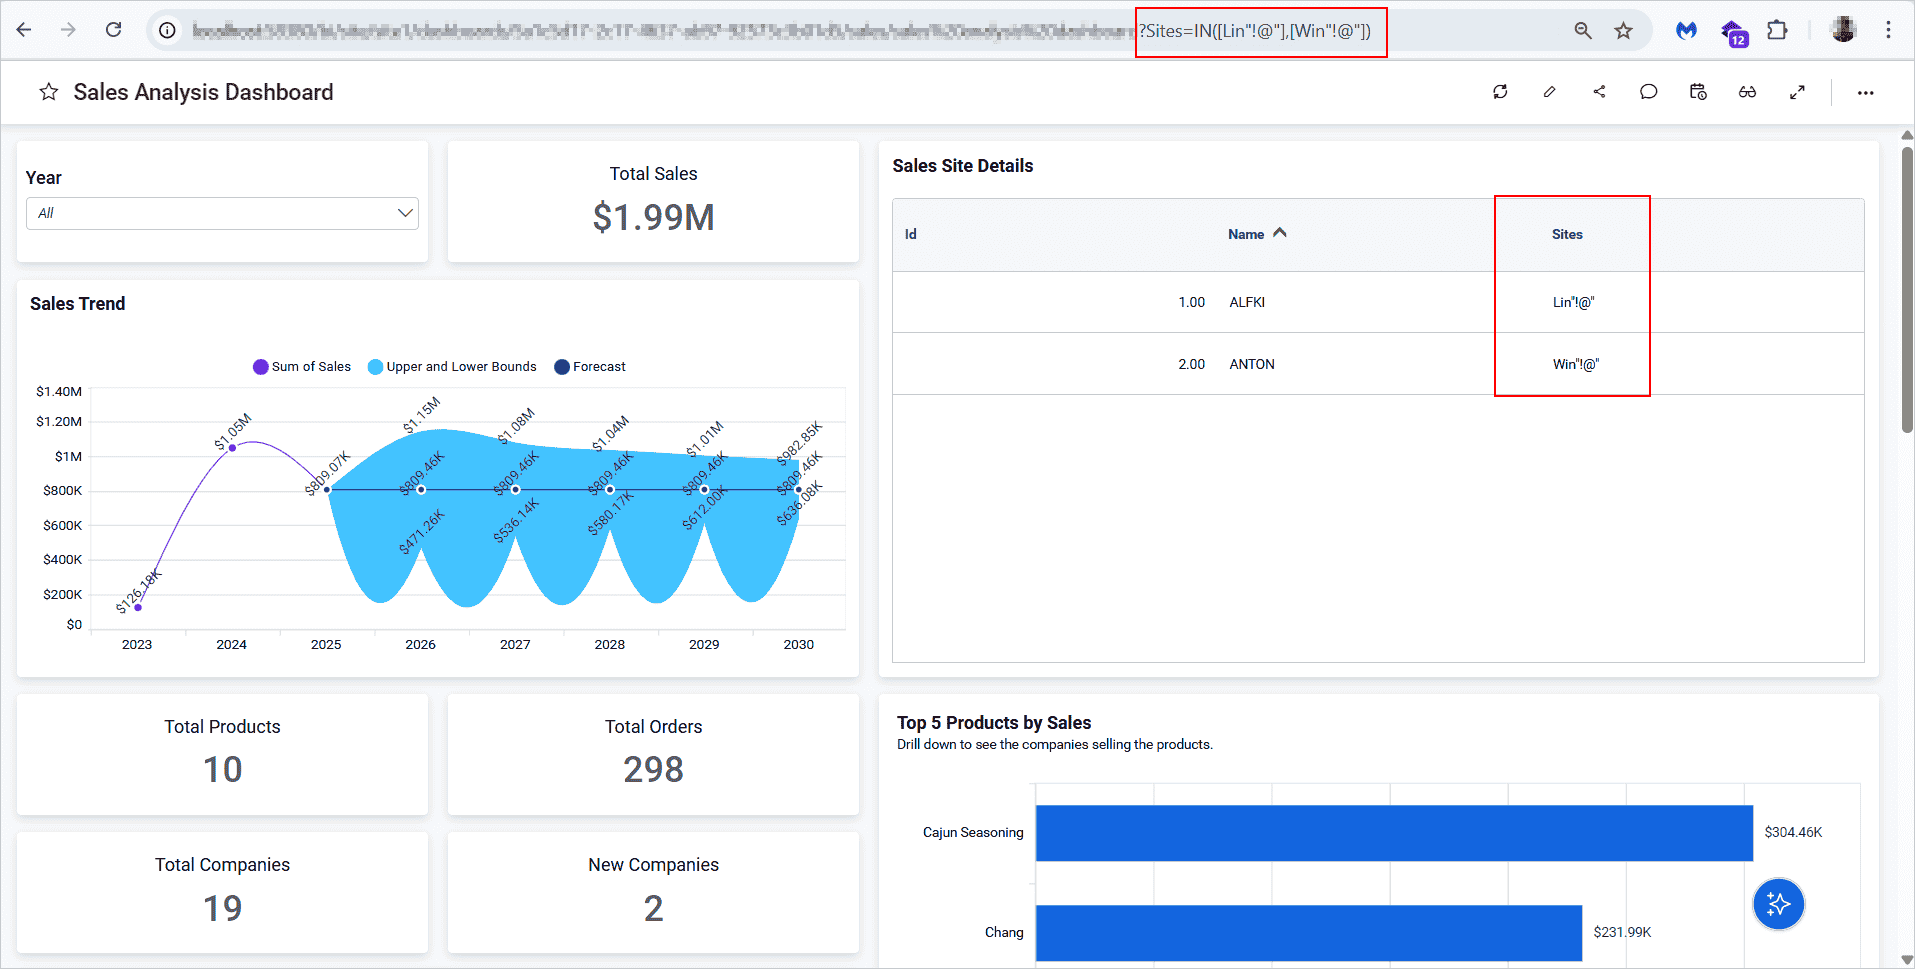 ?Sites=IN([Lin"!@"],[Win"!@"])
12
Sales Analysis Dashboard
Year
All
Total Sales
$1.99M
Sales Site Details
Id
Name
Sites
1.00
ALFKI
Lin"!@"
2.00
ANTON
Win"!@"
Sales Trend
Sum of Sales
Upper and Lower Bounds
Forecast
$1.40M
$1.20M
$1M
$800K
$600K
$400K
$200K
$0
$126.18K
$1.05M
$809.07K
$1.15M
$809.46K
$471.26K
$1.08M
$809.46K
$536.14K
$1.04M
$809.46K
$580.17K
$1.01M
$809.46K
$612.00K
$982.85K
$809.46K
$636.08K
2023
2024
2025
2026
2027
2028
2029
2030
Total Products
10
Total Orders
298
Total Companies
19
New Companies
2
Top 5 Products by Sales
Drill down to see the companies selling the products.
Cajun Seasoning
$304.46K
Chang
$231.99K